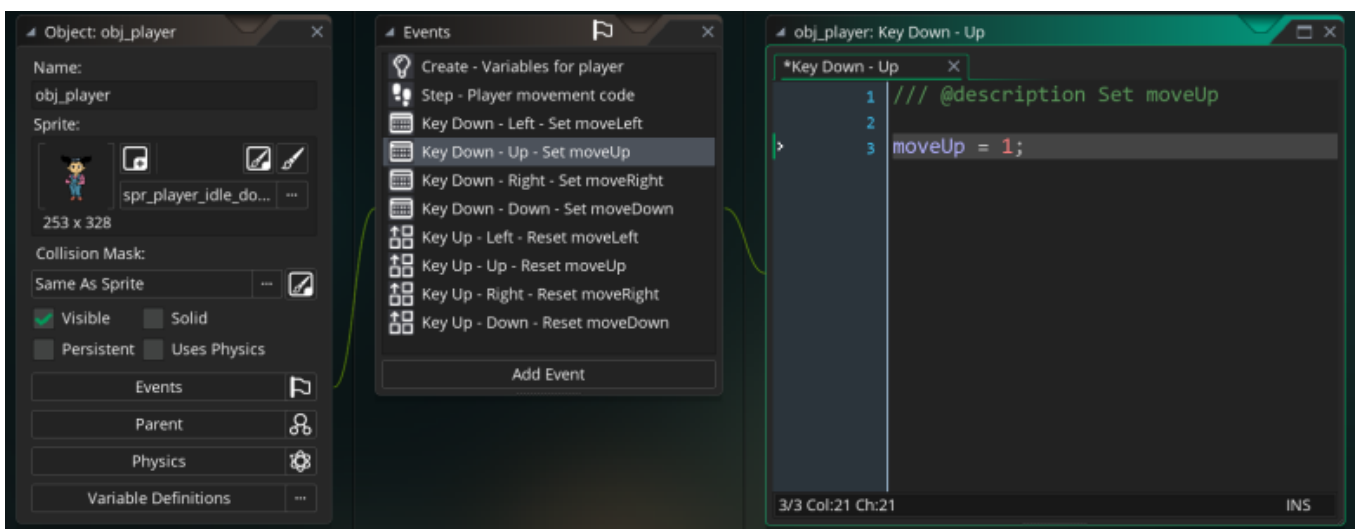 Object: obj_player
Name:
obj_player
Sprite:
spr_player_idle_do...
253 x 328
Collision Mask:
Same As Sprite
Visible
Solid
Persistent
Uses Physics
Events
Parent
Physics
Variable Definitions
Events
Create - Variables for player
Step - Player movement code
Key Down - Left - Set moveLeft
Key Down - Up - Set moveUp
Key Down - Right - Set moveRight
Key Down - Down - Set moveDown
Key Up - Left - Reset moveLeft
Key Up - Up - Reset moveUp
Key Up - Right - Reset moveRight
Key Up - Down - Reset moveDown
Add Event
obj_player: Key Down - Up
*Key Down - Up
1 /// @description Set moveUp
2
3 moveUp = 1;
3/3 Col:21 Ch:21 INS